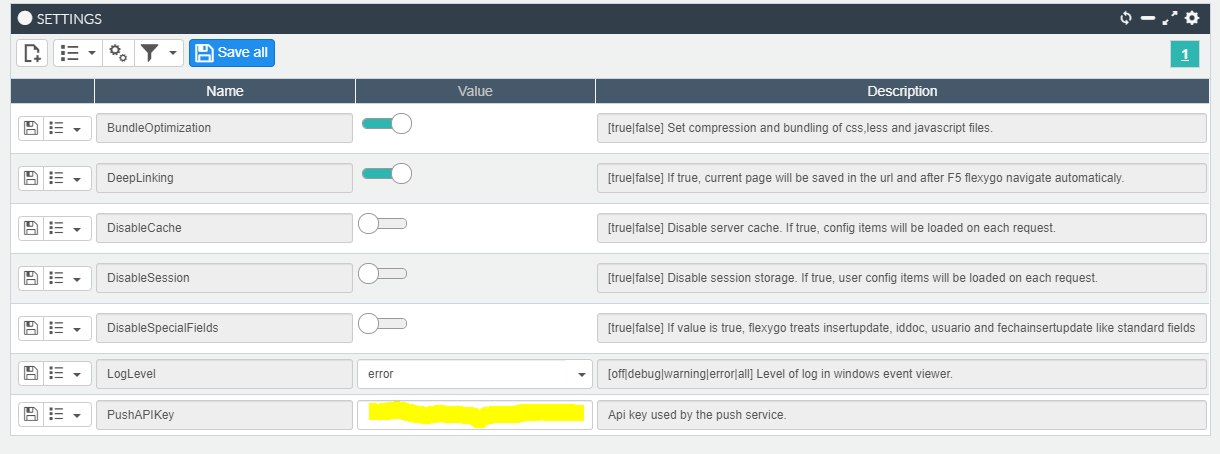 SETTINGS
Save all
1
Name Value Description
BundleOptimization [true|false] Set compression and bundling of css,less and javascript files.
DeepLinking [true|false] If true, current page will be saved in the url and after F5 flexygo navigate automaticaly.
DisableCache [true|false] Disable server cache. If true, config items will be loaded on each request.
DisableSession [true|false] Disable session storage. If true, user config items will be loaded on each request.
DisableSpecialFields [true|false] If value is true, flexygo treats insertupdate, iddoc, usuario and fechainsertupdate like standard fields
LogLevel error [off|debug|warning|error|all] Level of log in windows event viewer.
PushAPIKey Api key used by the push service.